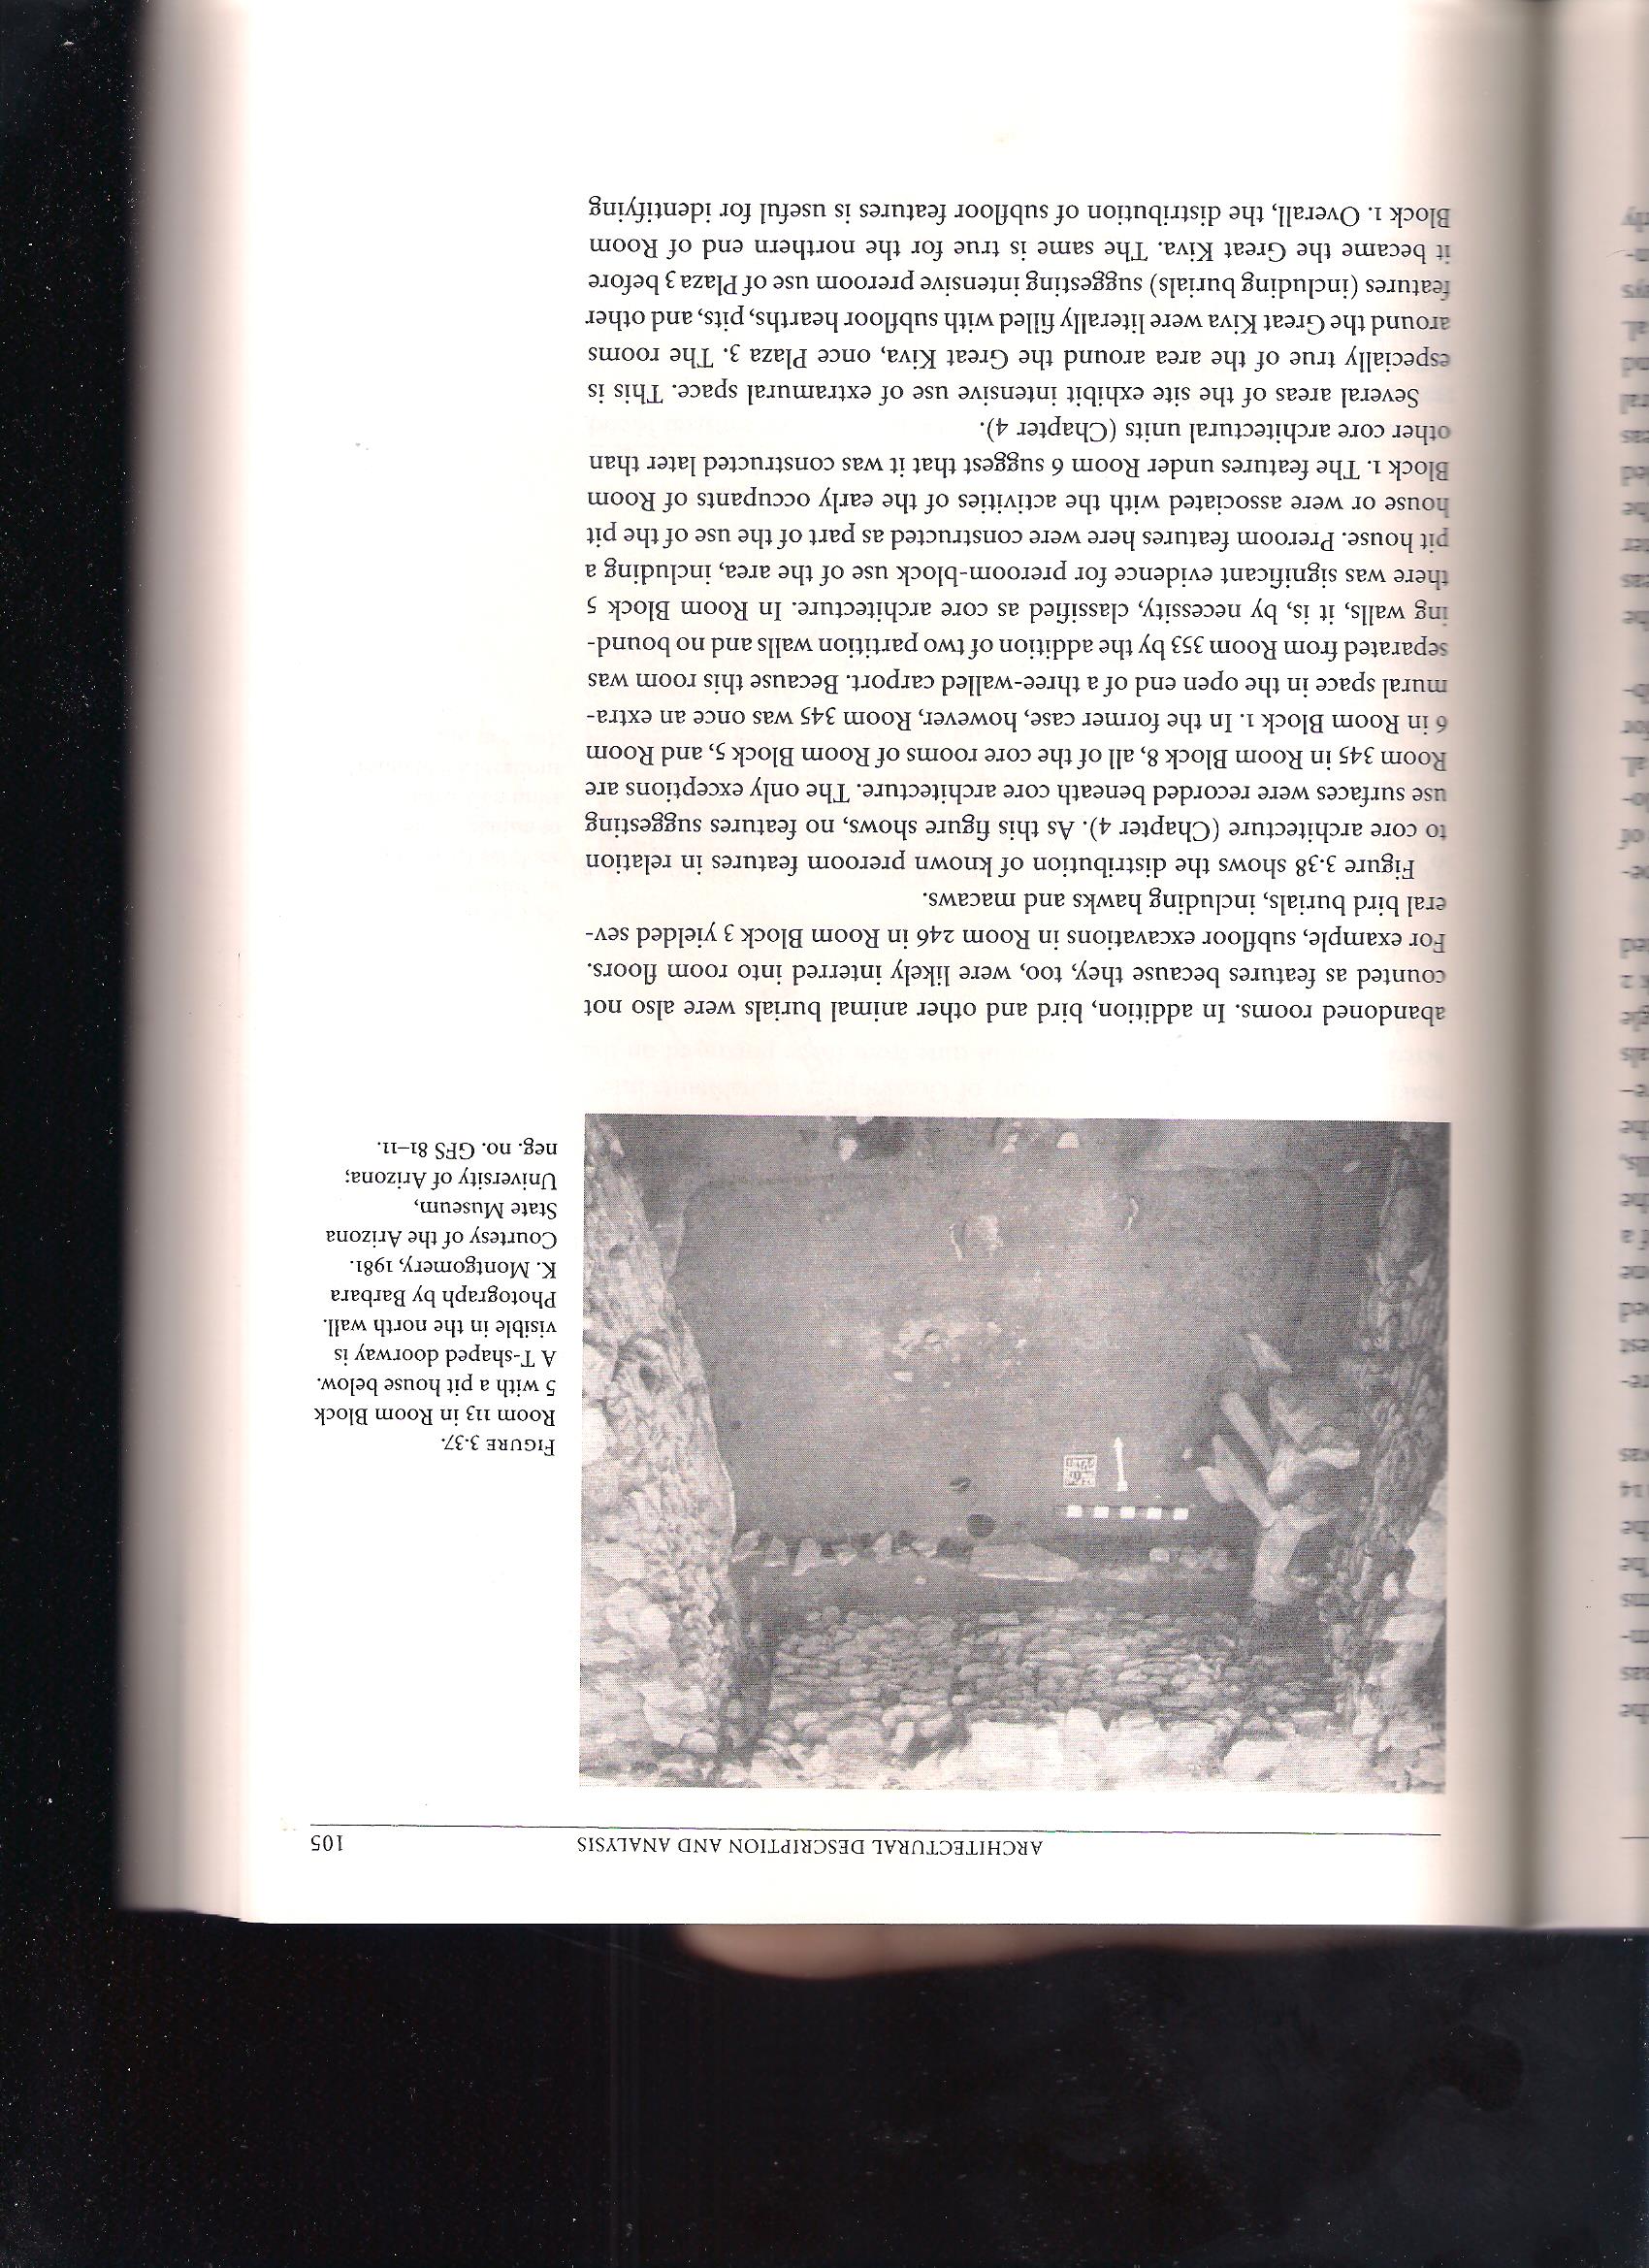 ARCHITECTURAL DESCRIPTION AND ANALYSIS 105
FIGURE 3.37.
Room 113 in Room Block
5 with a pit house below.
A T-shaped doorway is
visible in the north wall.
Photograph by Barbara
K. Montgomery, 1981.
Courtesy of the Arizona
State Museum,
University of Arizona;
neg. no. GFS 81–11.
abandoned rooms. In addition, bird and other animal burials were also not
counted as features because they, too, were likely interred into room floors.
For example, subfloor excavations in Room 246 in Room Block 3 yielded sev-
eral bird burials, including hawks and macaws.
Figure 3.38 shows the distribution of known preroom features in relation
to core architecture (Chapter 4). As this figure shows, no features suggesting
use surfaces were recorded beneath core architecture. The only exceptions are
Room 345 in Room Block 8, all of the core rooms of Room Block 5, and Room
6 in Room Block 1. In the former case, however, Room 345 was once an extra-
mural space in the open end of a three-walled carport. Because this room was
separated from Room 353 by the addition of two partition walls and no bound-
ing walls, it is, by necessity, classified as core architecture. In Room Block 5
there was significant evidence for preroom-block use of the area, including a
pit house. Preroom features here were constructed as part of the use of the pit
house or were associated with the activities of the early occupants of Room
Block 1. The features under Room 6 suggest that it was constructed later than
other core architectural units (Chapter 4).
Several areas of the site exhibit intensive use of extramural space. This is
especially true of the area around the Great Kiva, once Plaza 3. The rooms
around the Great Kiva were literally filled with subfloor hearths, pits, and other
features (including burials) suggesting intensive preroom use of Plaza 3 before
it became the Great Kiva. The same is true for the northern end of Room
Block 1. Overall, the distribution of subfloor features is useful for identifying